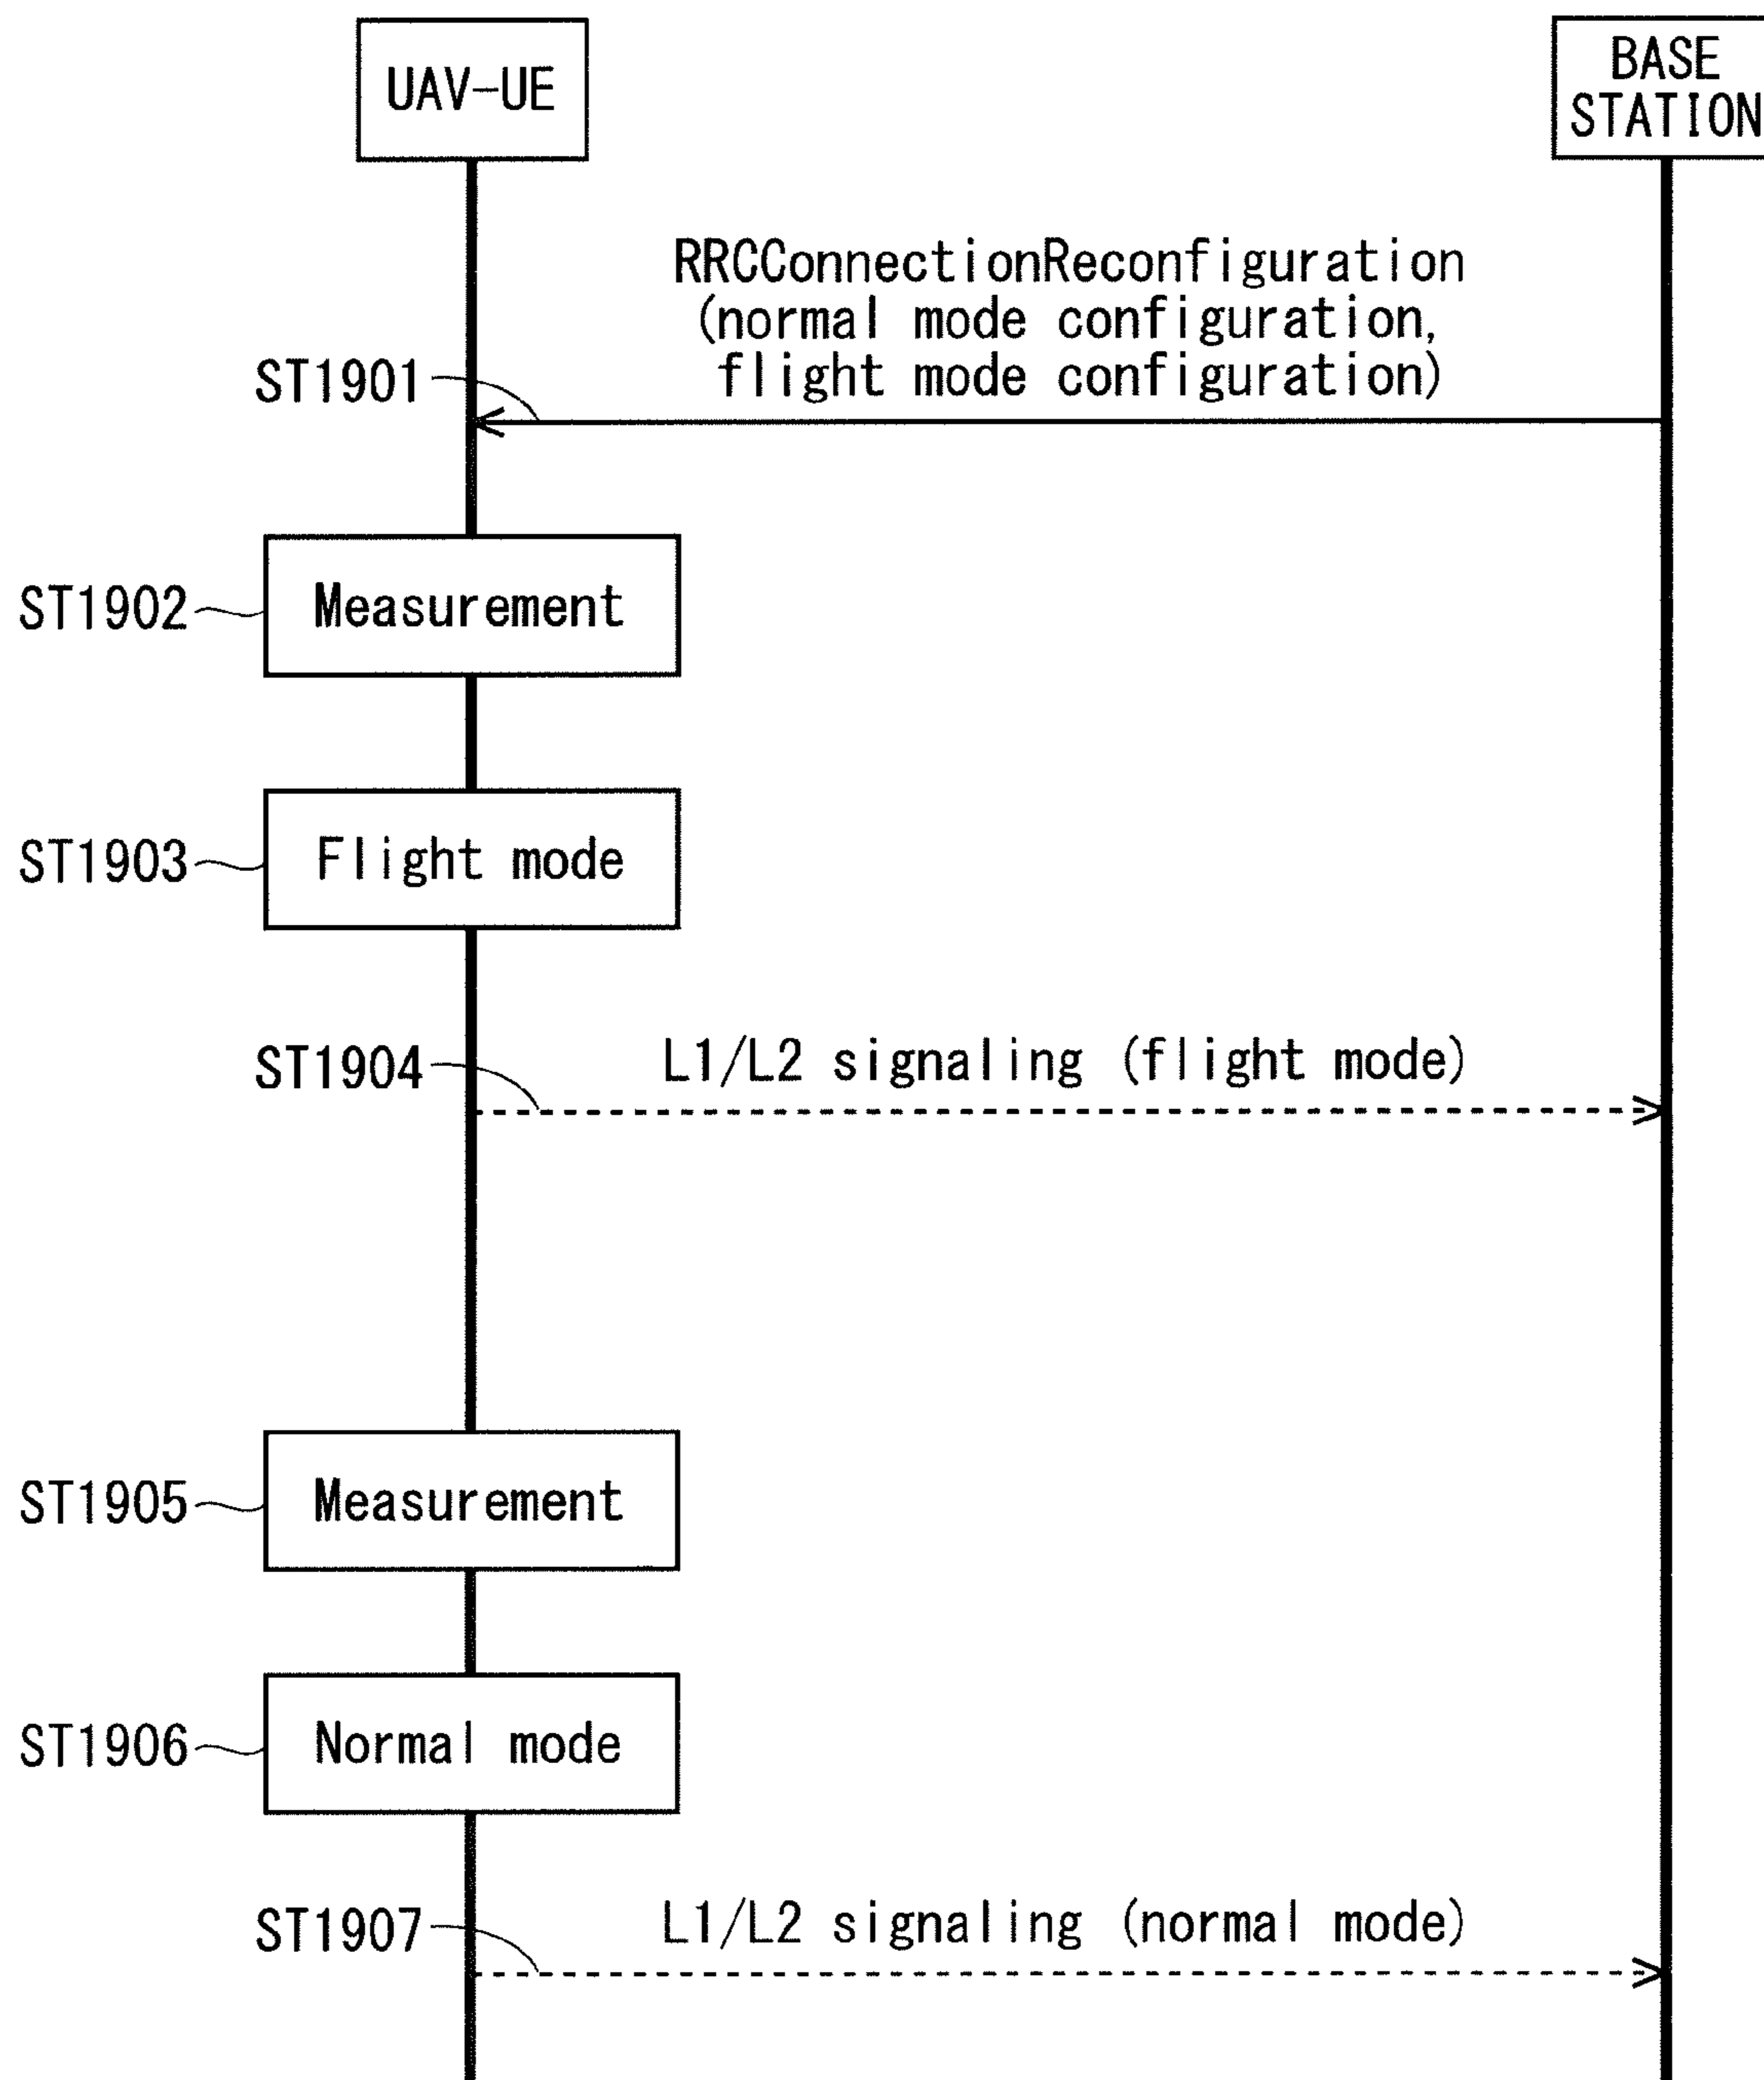 UAV-UE
BASE
STATION
RRCConnectionReconfiguration
(normal mode configuration,
flight mode configuration)
ST1901
ST1902
Measurement
ST1903
Flight mode
ST1904
L1/L2 signaling (flight mode)
ST1905
Measurement
ST1906
Normal mode
ST1907
L1/L2 signaling (normal mode)